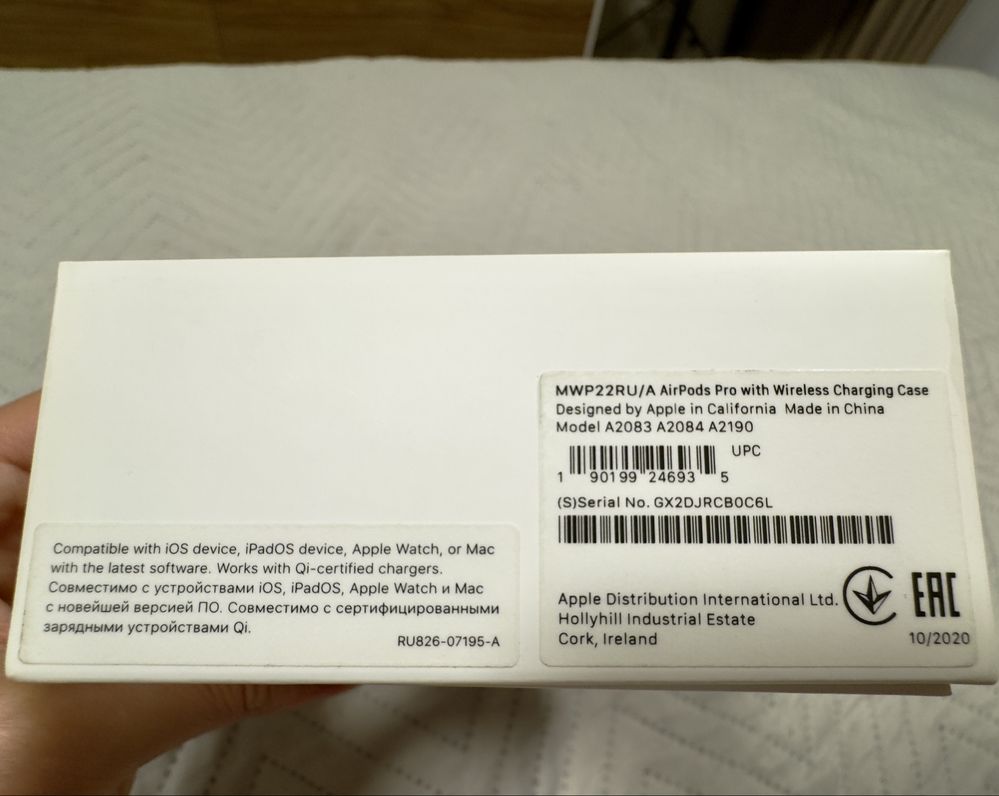 MWP22RU/A AirPods Pro with Wireless Charging Case
Designed by Apple in California Made in China
Model A2083 A2084 A2190
UPC
1 90199 24693 5
(S)Serial No. GX2DJRCB0C6L
Apple Distribution International Ltd.
Hollyhill Industrial Estate
Cork, Ireland
EAC
10/2020
Compatible with iOS device, iPadOS device, Apple Watch, or Mac
with the latest software. Works with Qi-certified chargers.
Совместимо с устройствами iOS, iPadOS, Apple Watch и Mac
с новейшей версией ПО. Совместимо с сертифицированными
зарядными устройствами Qi.
RU826-07195-A